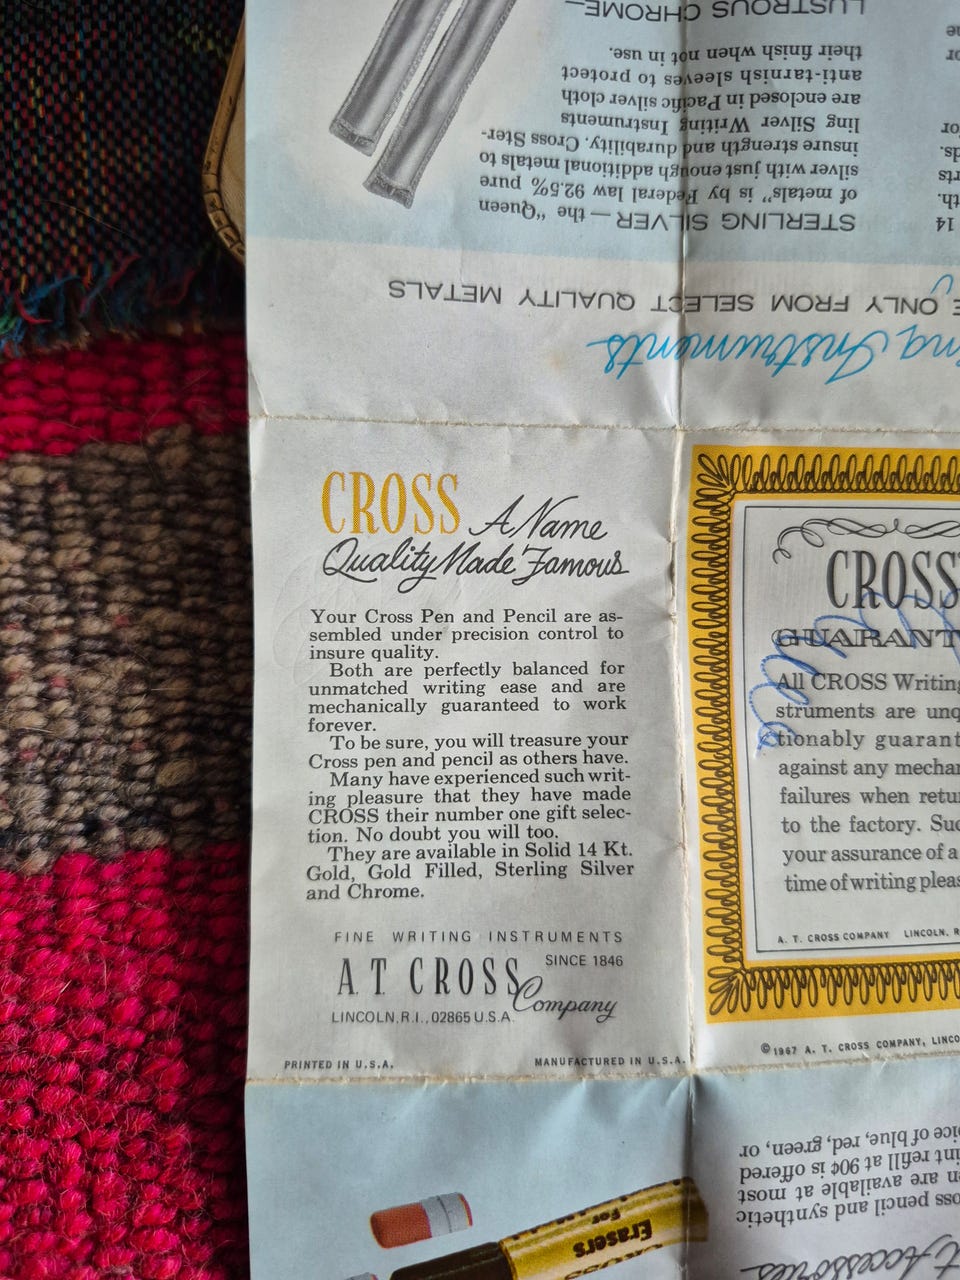 LUSTROUS CHROME—
STERLING SILVER — the "Queen
of metals", is by Federal law 92.5% pure
silver with just enough additional metals to
insure strength and durability. Cross Ster-
ling Silver Writing Instruments
are enclosed in Pacific silver cloth
anti-tarnish sleeves to protect
their finish when not in use.
14
ONLY FROM SELECT QUALITY METALS
Instruments
CROSS A Name
Quality Made Famous
Your Cross Pen and Pencil are as-
sembled under precision control to
insure quality.
Both are perfectly balanced for
unmatched writing ease and are
mechanically guaranteed to work
forever.
To be sure, you will treasure your
Cross pen and pencil as others have.
Many have experienced such writ-
ing pleasure that they have made
CROSS their number one gift selec-
tion. No doubt you will too.
They are available in Solid 14 Kt.
Gold, Gold Filled, Sterling Silver
and Chrome.
FINE WRITING INSTRUMENTS
SINCE 1846
A.T. CROSS Company
LINCOLN, R.I., 02865 U.S.A.
PRINTED IN U.S.A. MANUFACTURED IN U.S.A.
CROSS
GUARANT
All CROSS Writing
struments are unq
tionably guarant
against any mechan
failures when retur
to the factory. Suc
your assurance of a
time of writing pleas
A. T. CROSS COMPANY LINCOLN, R
©1967 A. T. CROSS COMPANY, LINCO
Accessories
oss pencil and synthetic
en are available at most
int refill at 90¢ is offered
oice of blue, red, green, or
Erasers
For